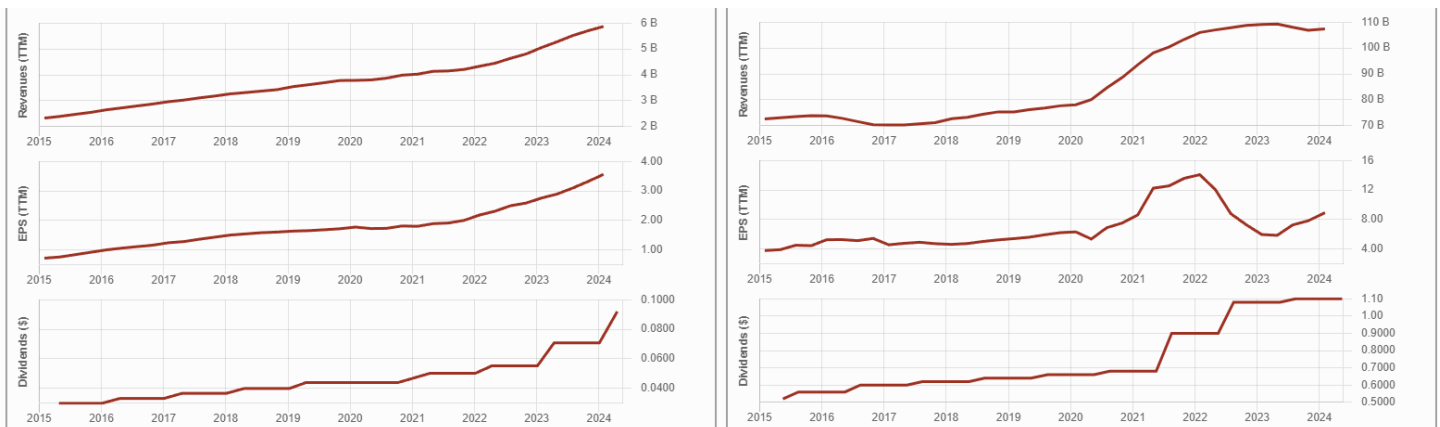 Revenues (TTM)
6 B
5 B
4 B
3 B
2 B
2015 2016 2017 2018 2019 2020 2021 2022 2023 2024
EPS (TTM)
4.00
3.00
2.00
1.00
2015 2016 2017 2018 2019 2020 2021 2022 2023 2024
Dividends ($)
0.1000
0.0800
0.0600
0.0400
2015 2016 2017 2018 2019 2020 2021 2022 2023 2024
Revenues (TTM)
110 B
100 B
90 B
80 B
70 B
2015 2016 2017 2018 2019 2020 2021 2022 2023 2024
EPS (TTM)
16
12
8.00
4.00
2015 2016 2017 2018 2019 2020 2021 2022 2023 2024
Dividends ($)
1.10
1.00
0.9000
0.8000
0.7000
0.6000
0.5000
2015 2016 2017 2018 2019 2020 2021 2022 2023 2024